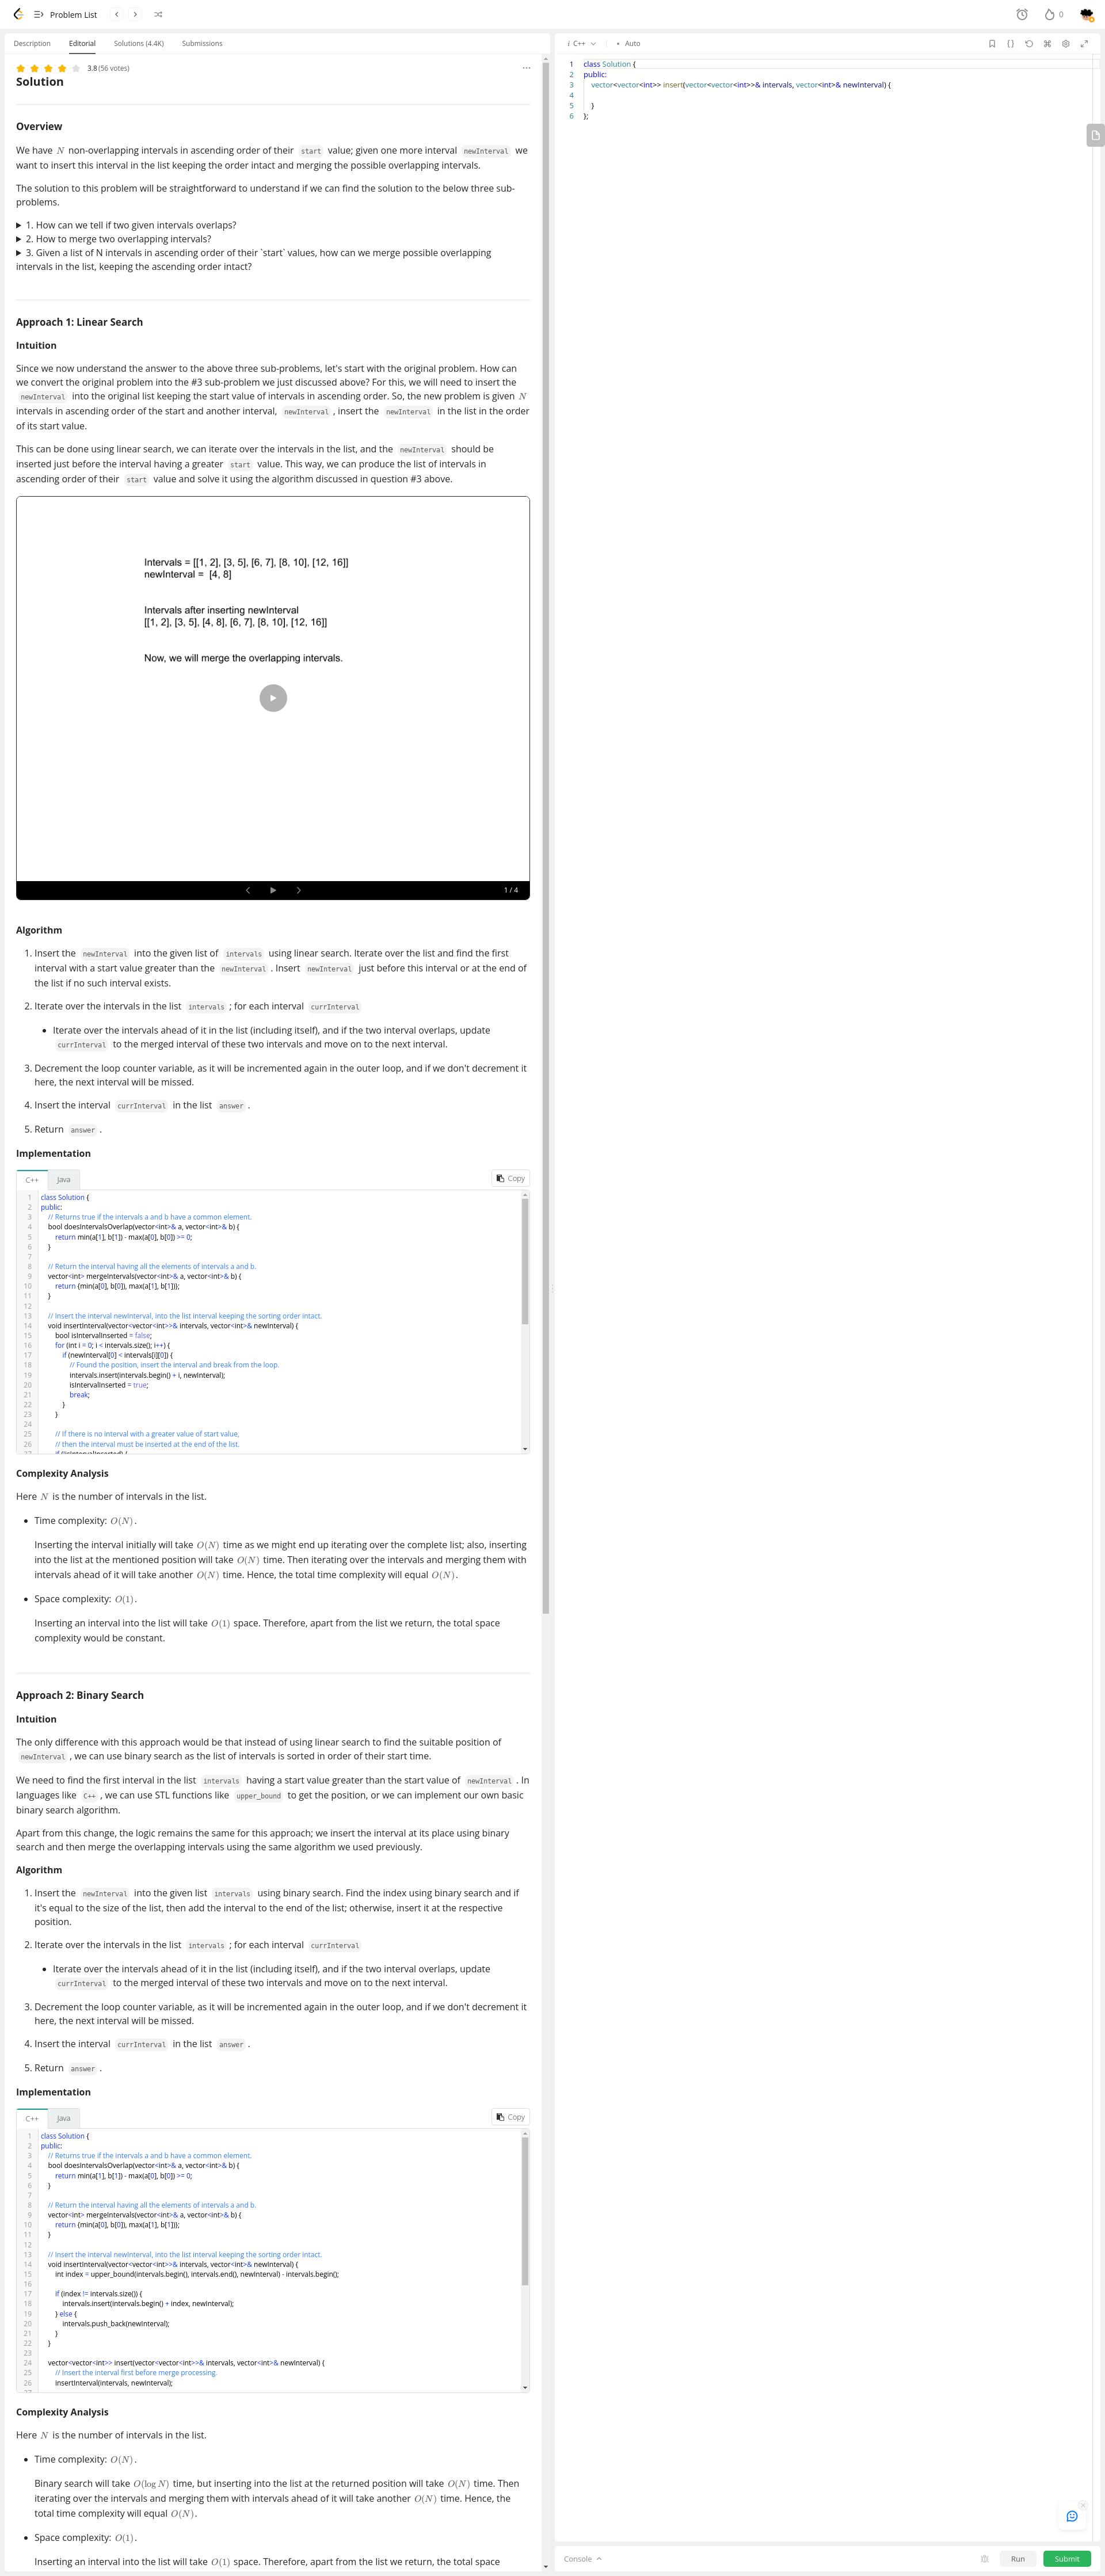 Problem List
0
Description Editorial Solutions (4.4K) Submissions
3.8 (56 votes)
Solution
Overview
We have N non-overlapping intervals in ascending order of their start value; given one more interval newInterval we
want to insert this interval in the list keeping the order intact and merging the possible overlapping intervals.
The solution to this problem will be straightforward to understand if we can find the solution to the below three sub-
problems.
1. How can we tell if two given intervals overlaps?
2. How to merge two overlapping intervals?
3. Given a list of N intervals in ascending order of their `start` values, how can we merge possible overlapping
intervals in the list, keeping the ascending order intact?
Approach 1: Linear Search
Intuition
Since we now understand the answer to the above three sub-problems, let's start with the original problem. How can
we convert the original problem into the #3 sub-problem we just discussed above? For this, we will need to insert the
newInterval into the original list keeping the start value of intervals in ascending order. So, the new problem is given N
intervals in ascending order of the start and another interval, newInterval , insert the newInterval in the list in the order
of its start value.
This can be done using linear search, we can iterate over the intervals in the list, and the newInterval should be
inserted just before the interval having a greater start value. This way, we can produce the list of intervals in
ascending order of their start value and solve it using the algorithm discussed in question #3 above.
Intervals = [[1, 2], [3, 5], [6, 7], [8, 10], [12, 16]]
newInterval = [4, 8]
Intervals after inserting newInterval
[[1, 2], [3, 5], [4, 8], [6, 7], [8, 10], [12, 16]]
Now, we will merge the overlapping intervals.
1 / 4
Algorithm
1. Insert the newInterval into the given list of intervals using linear search. Iterate over the list and find the first
interval with a start value greater than the newInterval . Insert newInterval just before this interval or at the end of
the list if no such interval exists.
2. Iterate over the intervals in the list intervals ; for each interval currInterval
• Iterate over the intervals ahead of it in the list (including itself), and if the two interval overlaps, update
currInterval to the merged interval of these two intervals and move on to the next interval.
3. Decrement the loop counter variable, as it will be incremented again in the outer loop, and if we don't decrement it
here, the next interval will be missed.
4. Insert the interval currInterval in the list answer .
5. Return answer .
Implementation
C++ Java Copy
1 class Solution {
2 public:
3 // Returns true if the intervals a and b have a common element.
4 bool doesIntervalsOverlap(vector<int>& a, vector<int>& b) {
5 return min(a[1], b[1]) - max(a[0], b[0]) >= 0;
6 }
7
8 // Return the interval having all the elements of intervals a and b.
9 vector<int> mergeIntervals(vector<int>& a, vector<int>& b) {
10 return {min(a[0], b[0]), max(a[1], b[1])};
11 }
12
13 // Insert the interval newInterval, into the list interval keeping the sorting order intact.
14 void insertInterval(vector<vector<int>>& intervals, vector<int>& newInterval) {
15 bool isIntervalInserted = false;
16 for (int i = 0; i < intervals.size(); i++) {
17 if (newInterval[0] < intervals[i][0]) {
18 // Found the position, insert the interval and break from the loop.
19 intervals.insert(intervals.begin() + i, newInterval);
20 isIntervalInserted = true;
21 break;
22 }
23 }
24
25 // If there is no interval with a greater value of start value,
26 // then the interval must be inserted at the end of the list.
Complexity Analysis
Here N is the number of intervals in the list.
• Time complexity: O(N).
Inserting the interval initially will take O(N) time as we might end up iterating over the complete list; also, inserting
into the list at the mentioned position will take O(N) time. Then iterating over the intervals and merging them with
intervals ahead of it will take another O(N) time. Hence, the total time complexity will equal O(N).
• Space complexity: O(1).
Inserting an interval into the list will take O(1) space. Therefore, apart from the list we return, the total space
complexity would be constant.
Approach 2: Binary Search
Intuition
The only difference with this approach would be that instead of using linear search to find the suitable position of
newInterval , we can use binary search as the list of intervals is sorted in order of their start time.
We need to find the first interval in the list intervals having a start value greater than the start value of newInterval . In
languages like C++ , we can use STL functions like upper_bound to get the position, or we can implement our own basic
binary search algorithm.
Apart from this change, the logic remains the same for this approach; we insert the interval at its place using binary
search and then merge the overlapping intervals using the same algorithm we used previously.
Algorithm
1. Insert the newInterval into the given list intervals using binary search. Find the index using binary search and if
it's equal to the size of the list, then add the interval to the end of the list; otherwise, insert it at the respective
position.
2. Iterate over the intervals in the list intervals ; for each interval currInterval
• Iterate over the intervals ahead of it in the list (including itself), and if the two interval overlaps, update
currInterval to the merged interval of these two intervals and move on to the next interval.
3. Decrement the loop counter variable, as it will be incremented again in the outer loop, and if we don't decrement it
here, the next interval will be missed.
4. Insert the interval currInterval in the list answer .
5. Return answer .
Implementation
C++ Java Copy
1 class Solution {
2 public:
3 // Returns true if the intervals a and b have a common element.
4 bool doesIntervalsOverlap(vector<int>& a, vector<int>& b) {
5 return min(a[1], b[1]) - max(a[0], b[0]) >= 0;
6 }
7
8 // Return the interval having all the elements of intervals a and b.
9 vector<int> mergeIntervals(vector<int>& a, vector<int>& b) {
10 return {min(a[0], b[0]), max(a[1], b[1])};
11 }
12
13 // Insert the interval newInterval, into the list interval keeping the sorting order intact.
14 void insertInterval(vector<vector<int>>& intervals, vector<int>& newInterval) {
15 int index = upper_bound(intervals.begin(), intervals.end(), newInterval) - intervals.begin();
16
17 if (index != intervals.size()) {
18 intervals.insert(intervals.begin() + index, newInterval);
19 } else {
20 intervals.push_back(newInterval);
21 }
22 }
23
24 vector<vector<int>> insert(vector<vector<int>>& intervals, vector<int>& newInterval) {
25 // Insert the interval first before merge processing.
26 insertInterval(intervals, newInterval);
Complexity Analysis
Here N is the number of intervals in the list.
• Time complexity: O(N).
Binary search will take O(log N) time, but inserting into the list at the returned position will take O(N) time. Then
iterating over the intervals and merging them with intervals ahead of it will take another O(N) time. Hence, the
total time complexity will equal O(N).
• Space complexity: O(1).
Inserting an interval into the list will take O(1) space. Therefore, apart from the list we return, the total space
i C++ • Auto
1 class Solution {
2 public:
3 vector<vector<int>> insert(vector<vector<int>>& intervals, vector<int>& newInterval) {
4
5 }
6 };
Console Run Submit